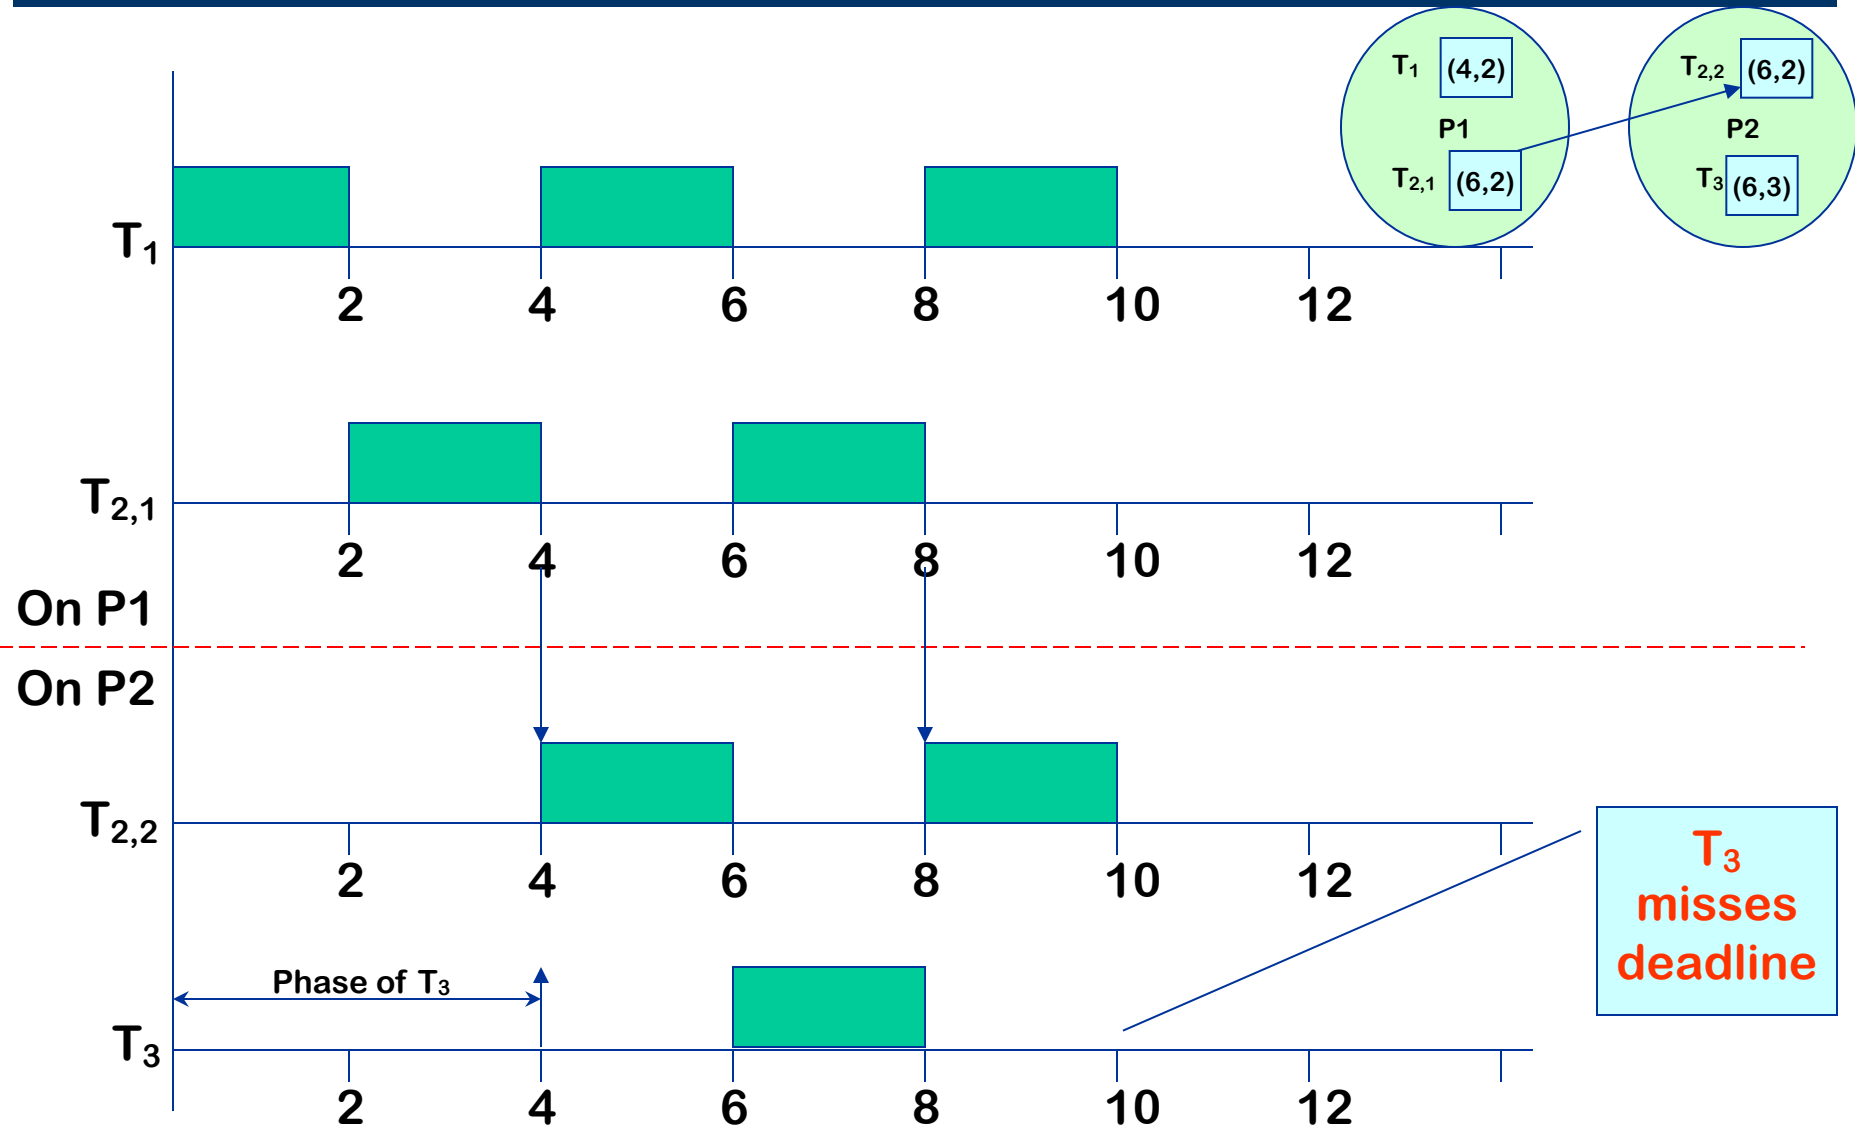 T1 (4,2)
P1
T2,1 (6,2)
T2,2 (6,2)
P2
T3 (6,3)
T1
2 4 6 8 10 12
T2,1
2 4 6 8 10 12
On P1
On P2
T2,2
2 4 6 8 10 12
T3
misses
deadline
Phase of T3
T3
2 4 6 8 10 12